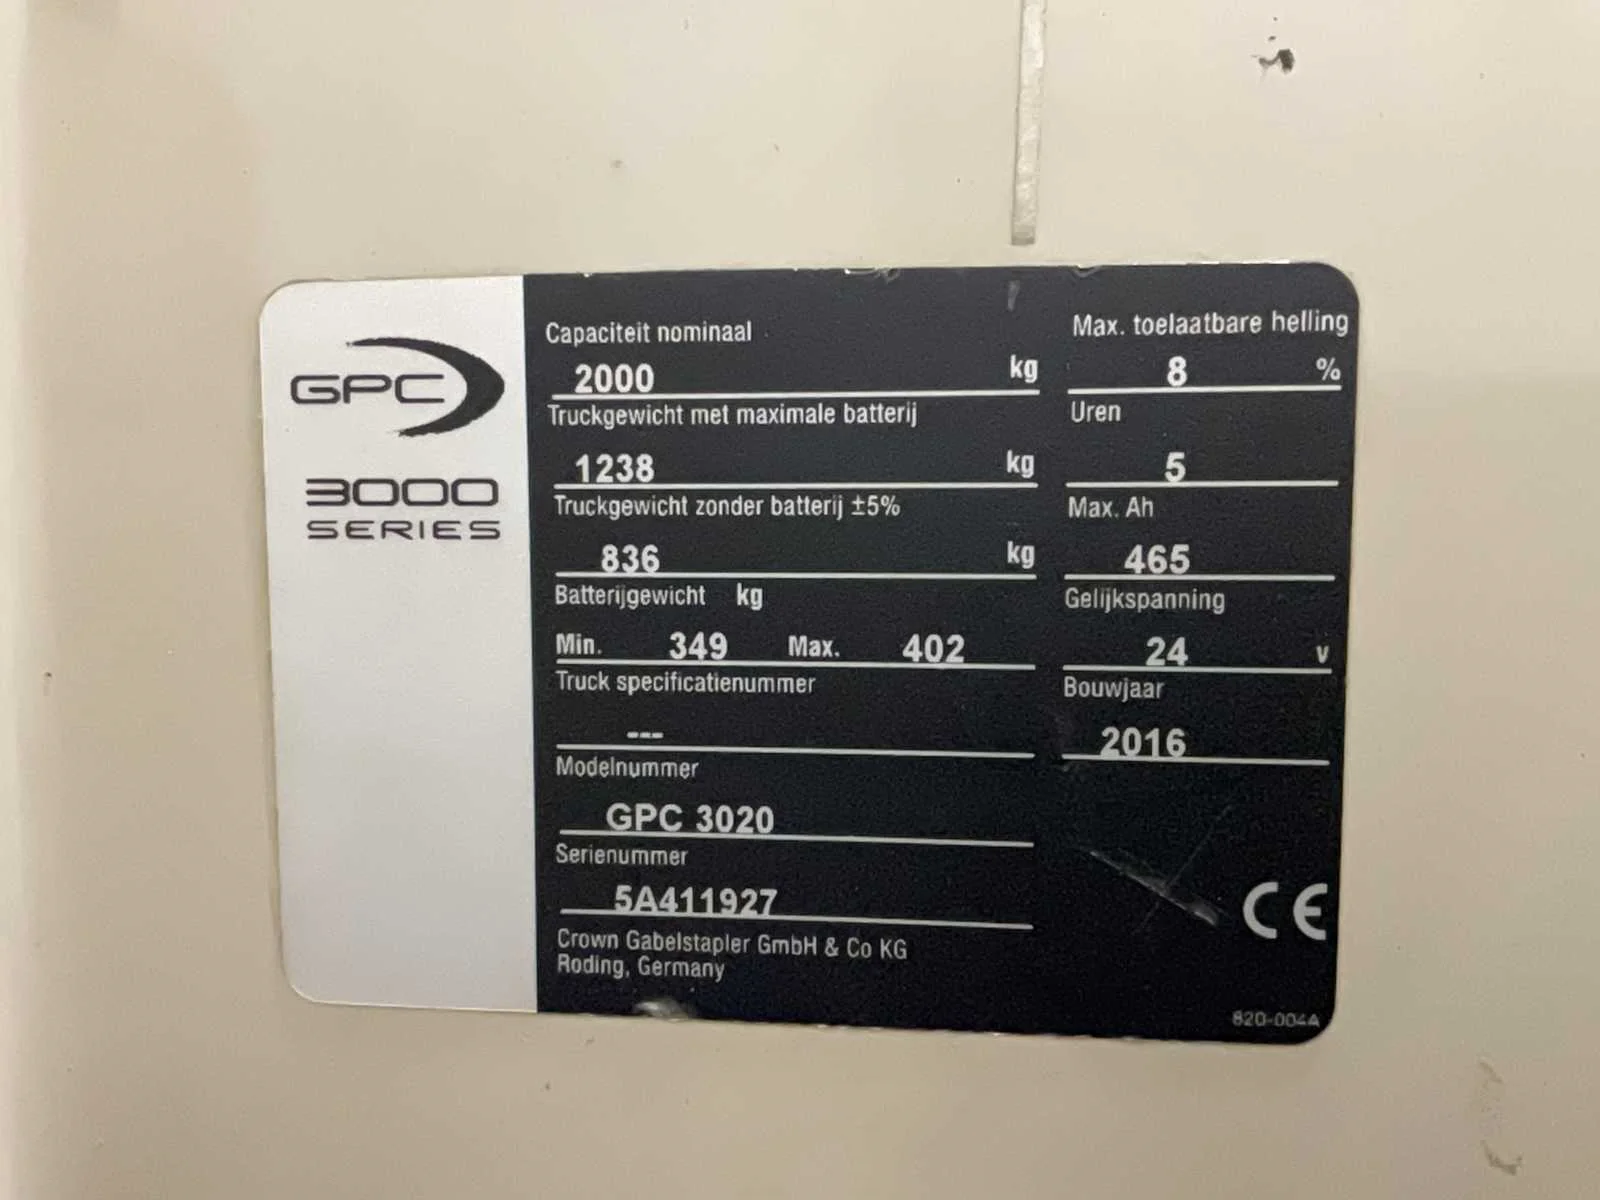 GPC
3000
SERIES
Capaciteit nominaal
2000 kg
Truckgewicht met maximale batterij
1238 kg
Truckgewicht zonder batterij ±5%
836 kg
Batterijgewicht kg
Min. 349 Max. 402
Truck specificatienummer
---
Modelnummer
GPC 3020
Serienummer
5A411927
Crown Gabelstapler GmbH & Co KG
Roding, Germany
Max. toelaatbare helling
8 %
Uren
5
Max. Ah
465
Gelijkspanning
24 v
Bouwjaar
2016
CE
820-004A